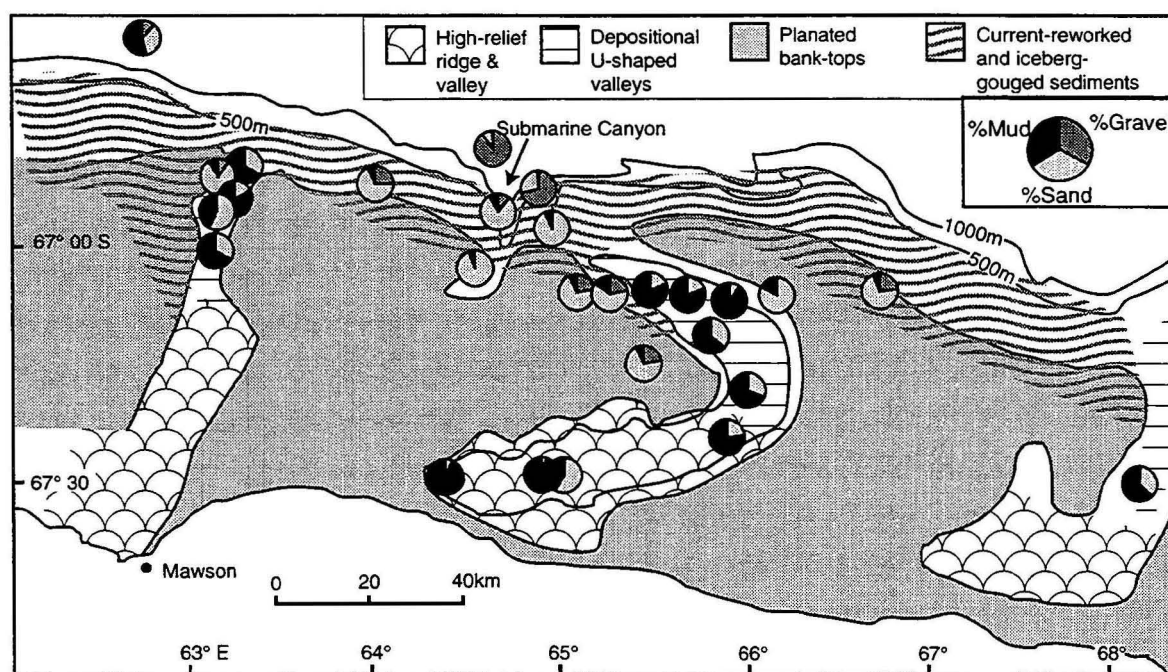 High-relief
ridge &
valley
Depositional
U-shaped
valleys
Planated
bank-tops
Current-reworked
and iceberg-
gouged sediments
%Mud
%Grave
%Sand
500m
Submarine Canyon
67° 00 S
1000m
500m
67° 30
Mawson
0 20 40km
63° E 64° 65° 66° 67° 68°